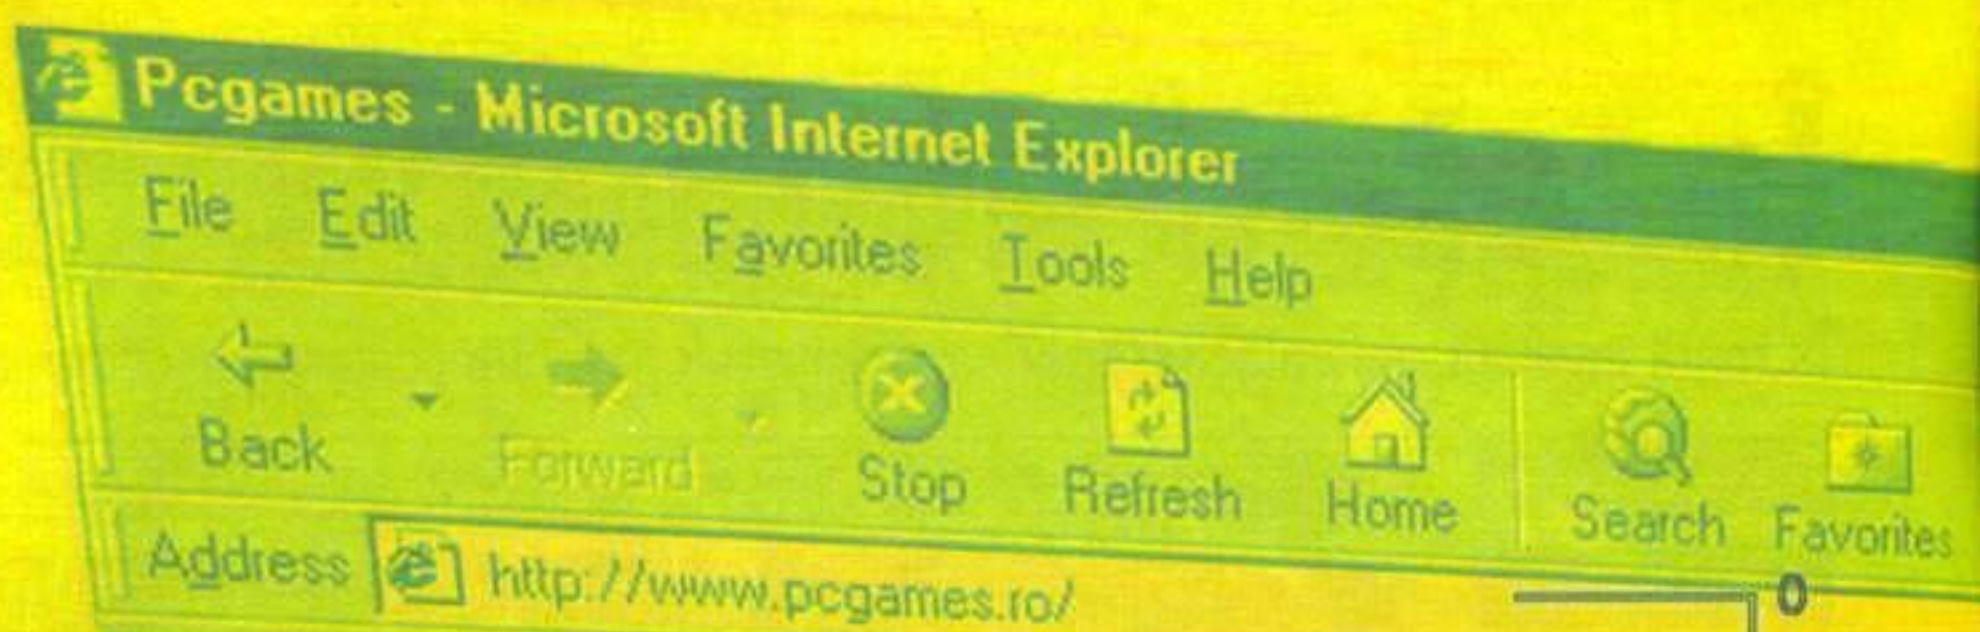 Pcgames - Microsoft Internet Explorer
File Edit View Favorites Tools Help
Back Forward Stop Refresh Home Search Favorites
Address http://www.pcgames.ro/
0